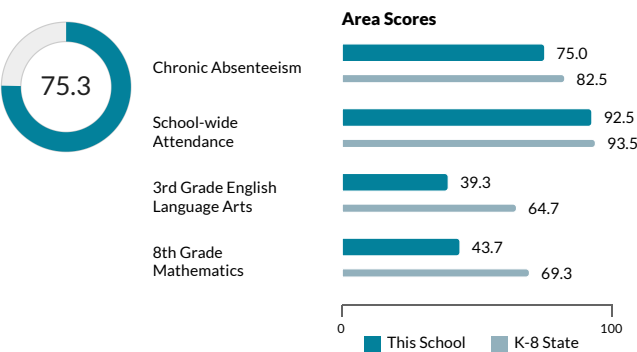 Area Scores
75.3
Chronic Absenteeism
75.0
82.5
School-wide
Attendance
92.5
93.5
3rd Grade English
Language Arts
39.3
64.7
8th Grade
Mathematics
43.7
69.3
0
100
This School
K-8 State